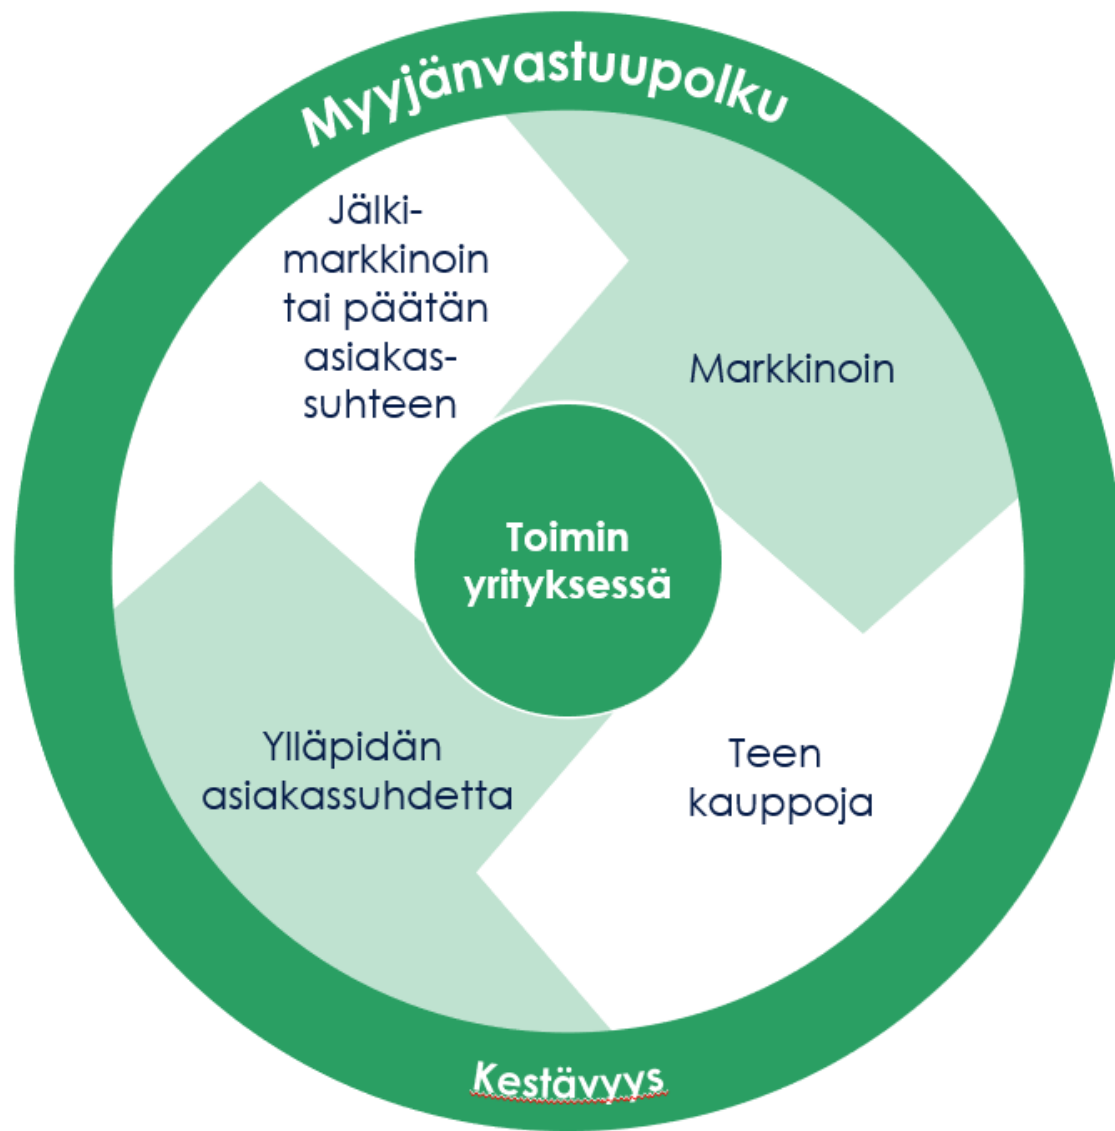 Myyjänvastuupolku
Jälki-
markkinoin
tai päätän
asiakas-
suhteen
Markkinoin
Toimin
yrityksessä
Ylläpidän
asiakassuhdetta
Teen
kauppoja
Kestävyys